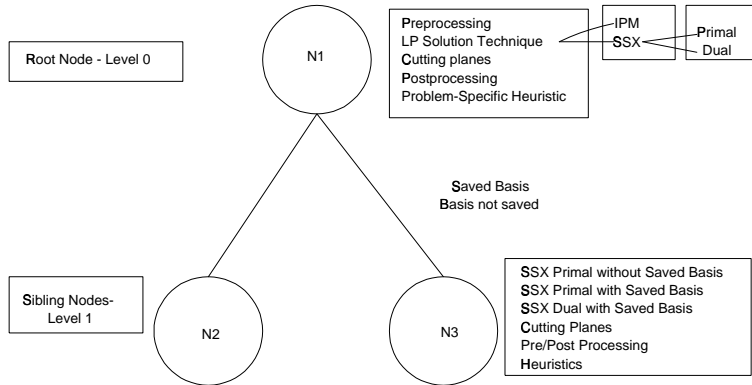 Root Node - Level 0
N1
Preprocessing
LP Solution Technique
Cutting planes
Postprocessing
Problem-Specific Heuristic
IPM
SSX
Primal
Dual
Saved Basis
Basis not saved
Sibling Nodes-
Level 1
N2
N3
SSX Primal without Saved Basis
SSX Primal with Saved Basis
SSX Dual with Saved Basis
Cutting Planes
Pre/Post Processing
Heuristics